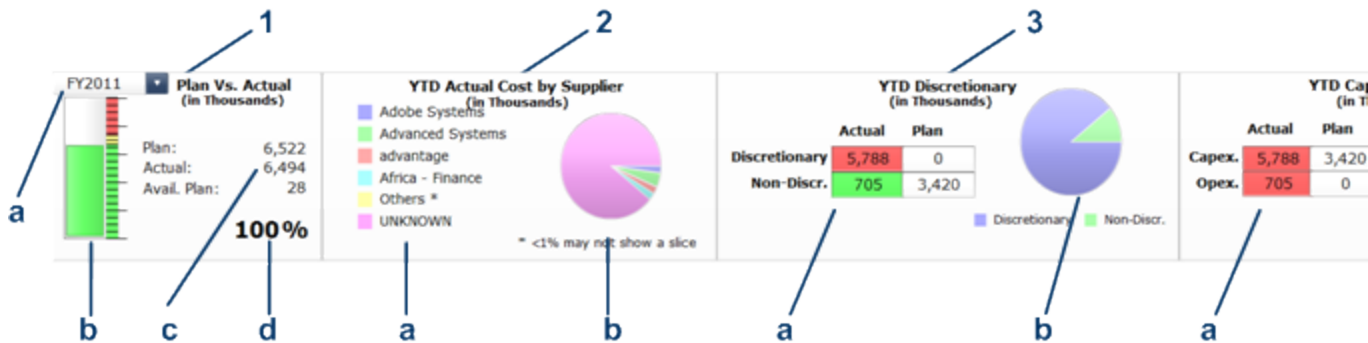 1
2
3
FY2011
Plan Vs. Actual
(in Thousands)
Plan: 6,522
Actual: 6,494
Avail. Plan: 28
100%
a
b
c
d
YTD Actual Cost by Supplier
(in Thousands)
Adobe Systems
Advanced Systems
advantage
Africa - Finance
Others *
UNKNOWN
* <1% may not show a slice
a
b
YTD Discretionary
(in Thousands)
Actual Plan
Discretionary 5,788 0
Non-Discr. 705 3,420
Discretionary Non-Discr.
a
b
YTD Cap
(in T
Actual Plan
Capex. 5,788 3,420
Opex. 705 0
a